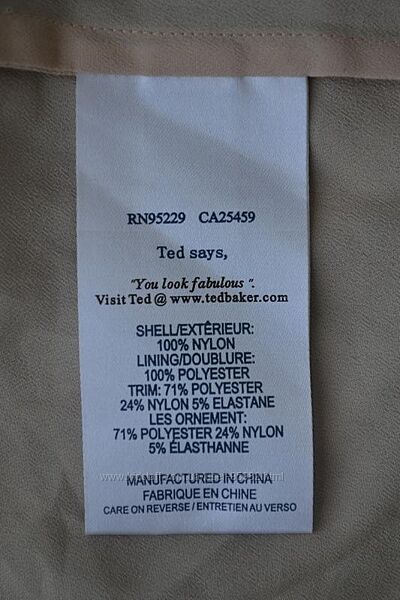 RN95229 CA25459
Ted says,
"You look fabulous ".
Visit Ted @ www.tedbaker.com
SHELL/EXTÊRIEUR:
100% NYLON
LINING/DOUBLURE:
100% POLYESTER
TRIM: 71% POLYESTER
24% NYLON 5% ELASTANE
LES ORNEMENT:
71% POLYESTER 24% NYLON
5% ÉLASTHANNE
MANUFACTURED IN CHINA
FABRIQUE EN CHINE
CARE ON REVERSE / ENTRETIEN AU VERSO